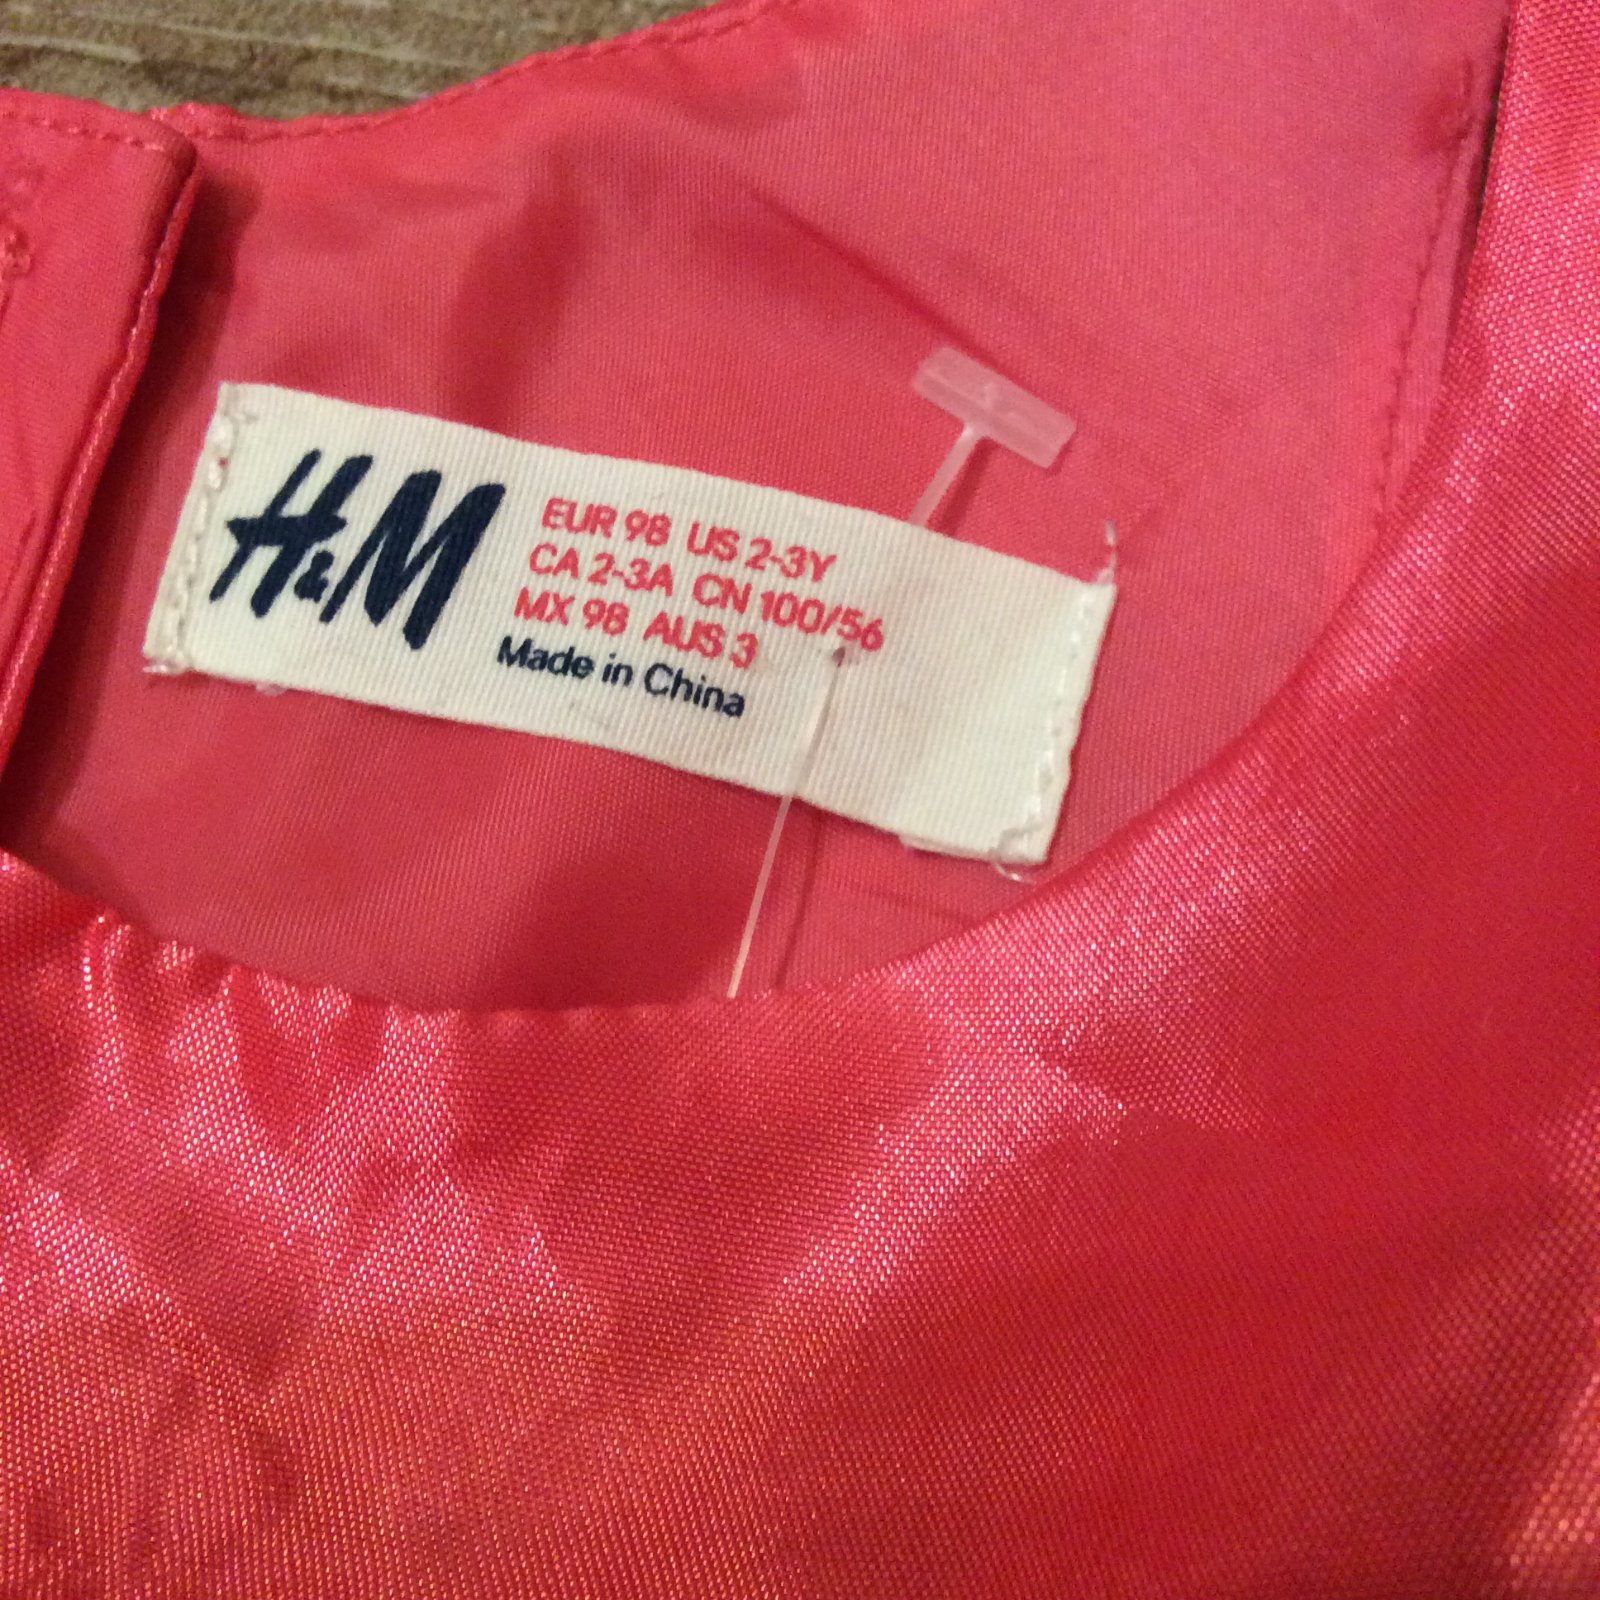 H&M
EUR 98 US 2-3Y
CA 2-3A CN 100/56
MX 98 AUS 3
Made in China